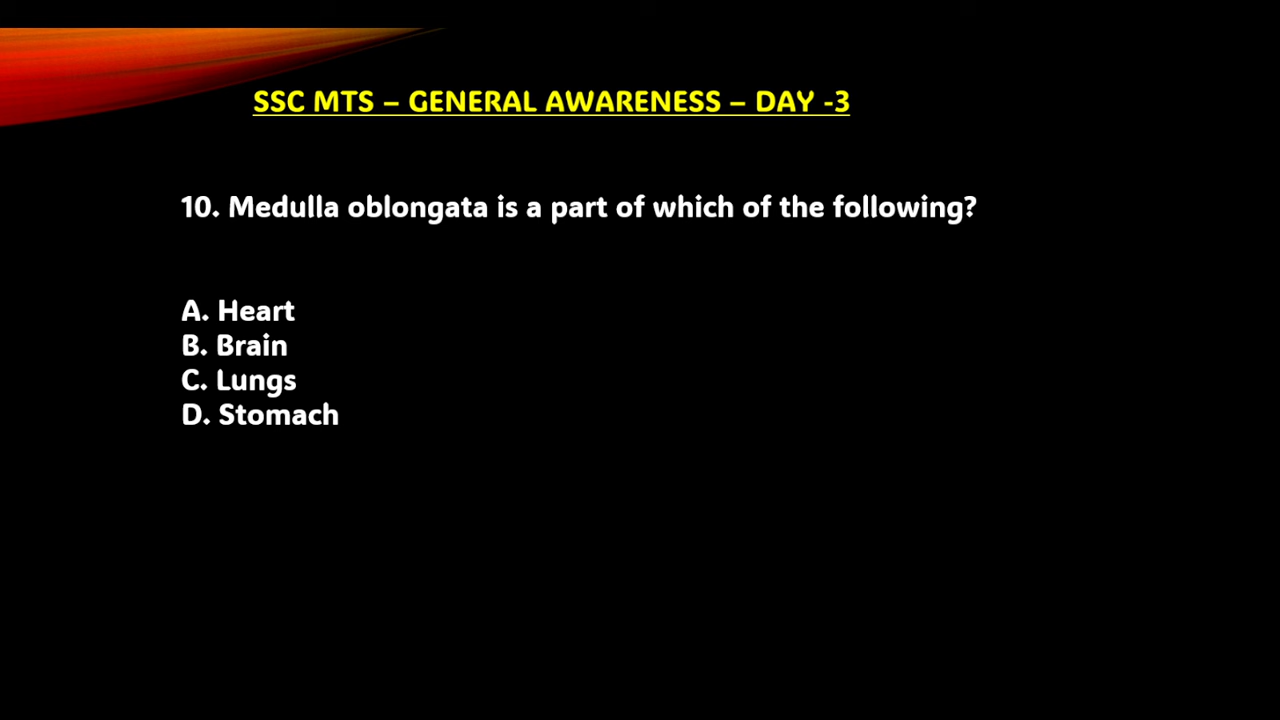 SSC MTS – GENERAL AWARENESS – DAY -3
10. Medulla oblongata is a part of which of the following?
A. Heart
B. Brain
C. Lungs
D. Stomach